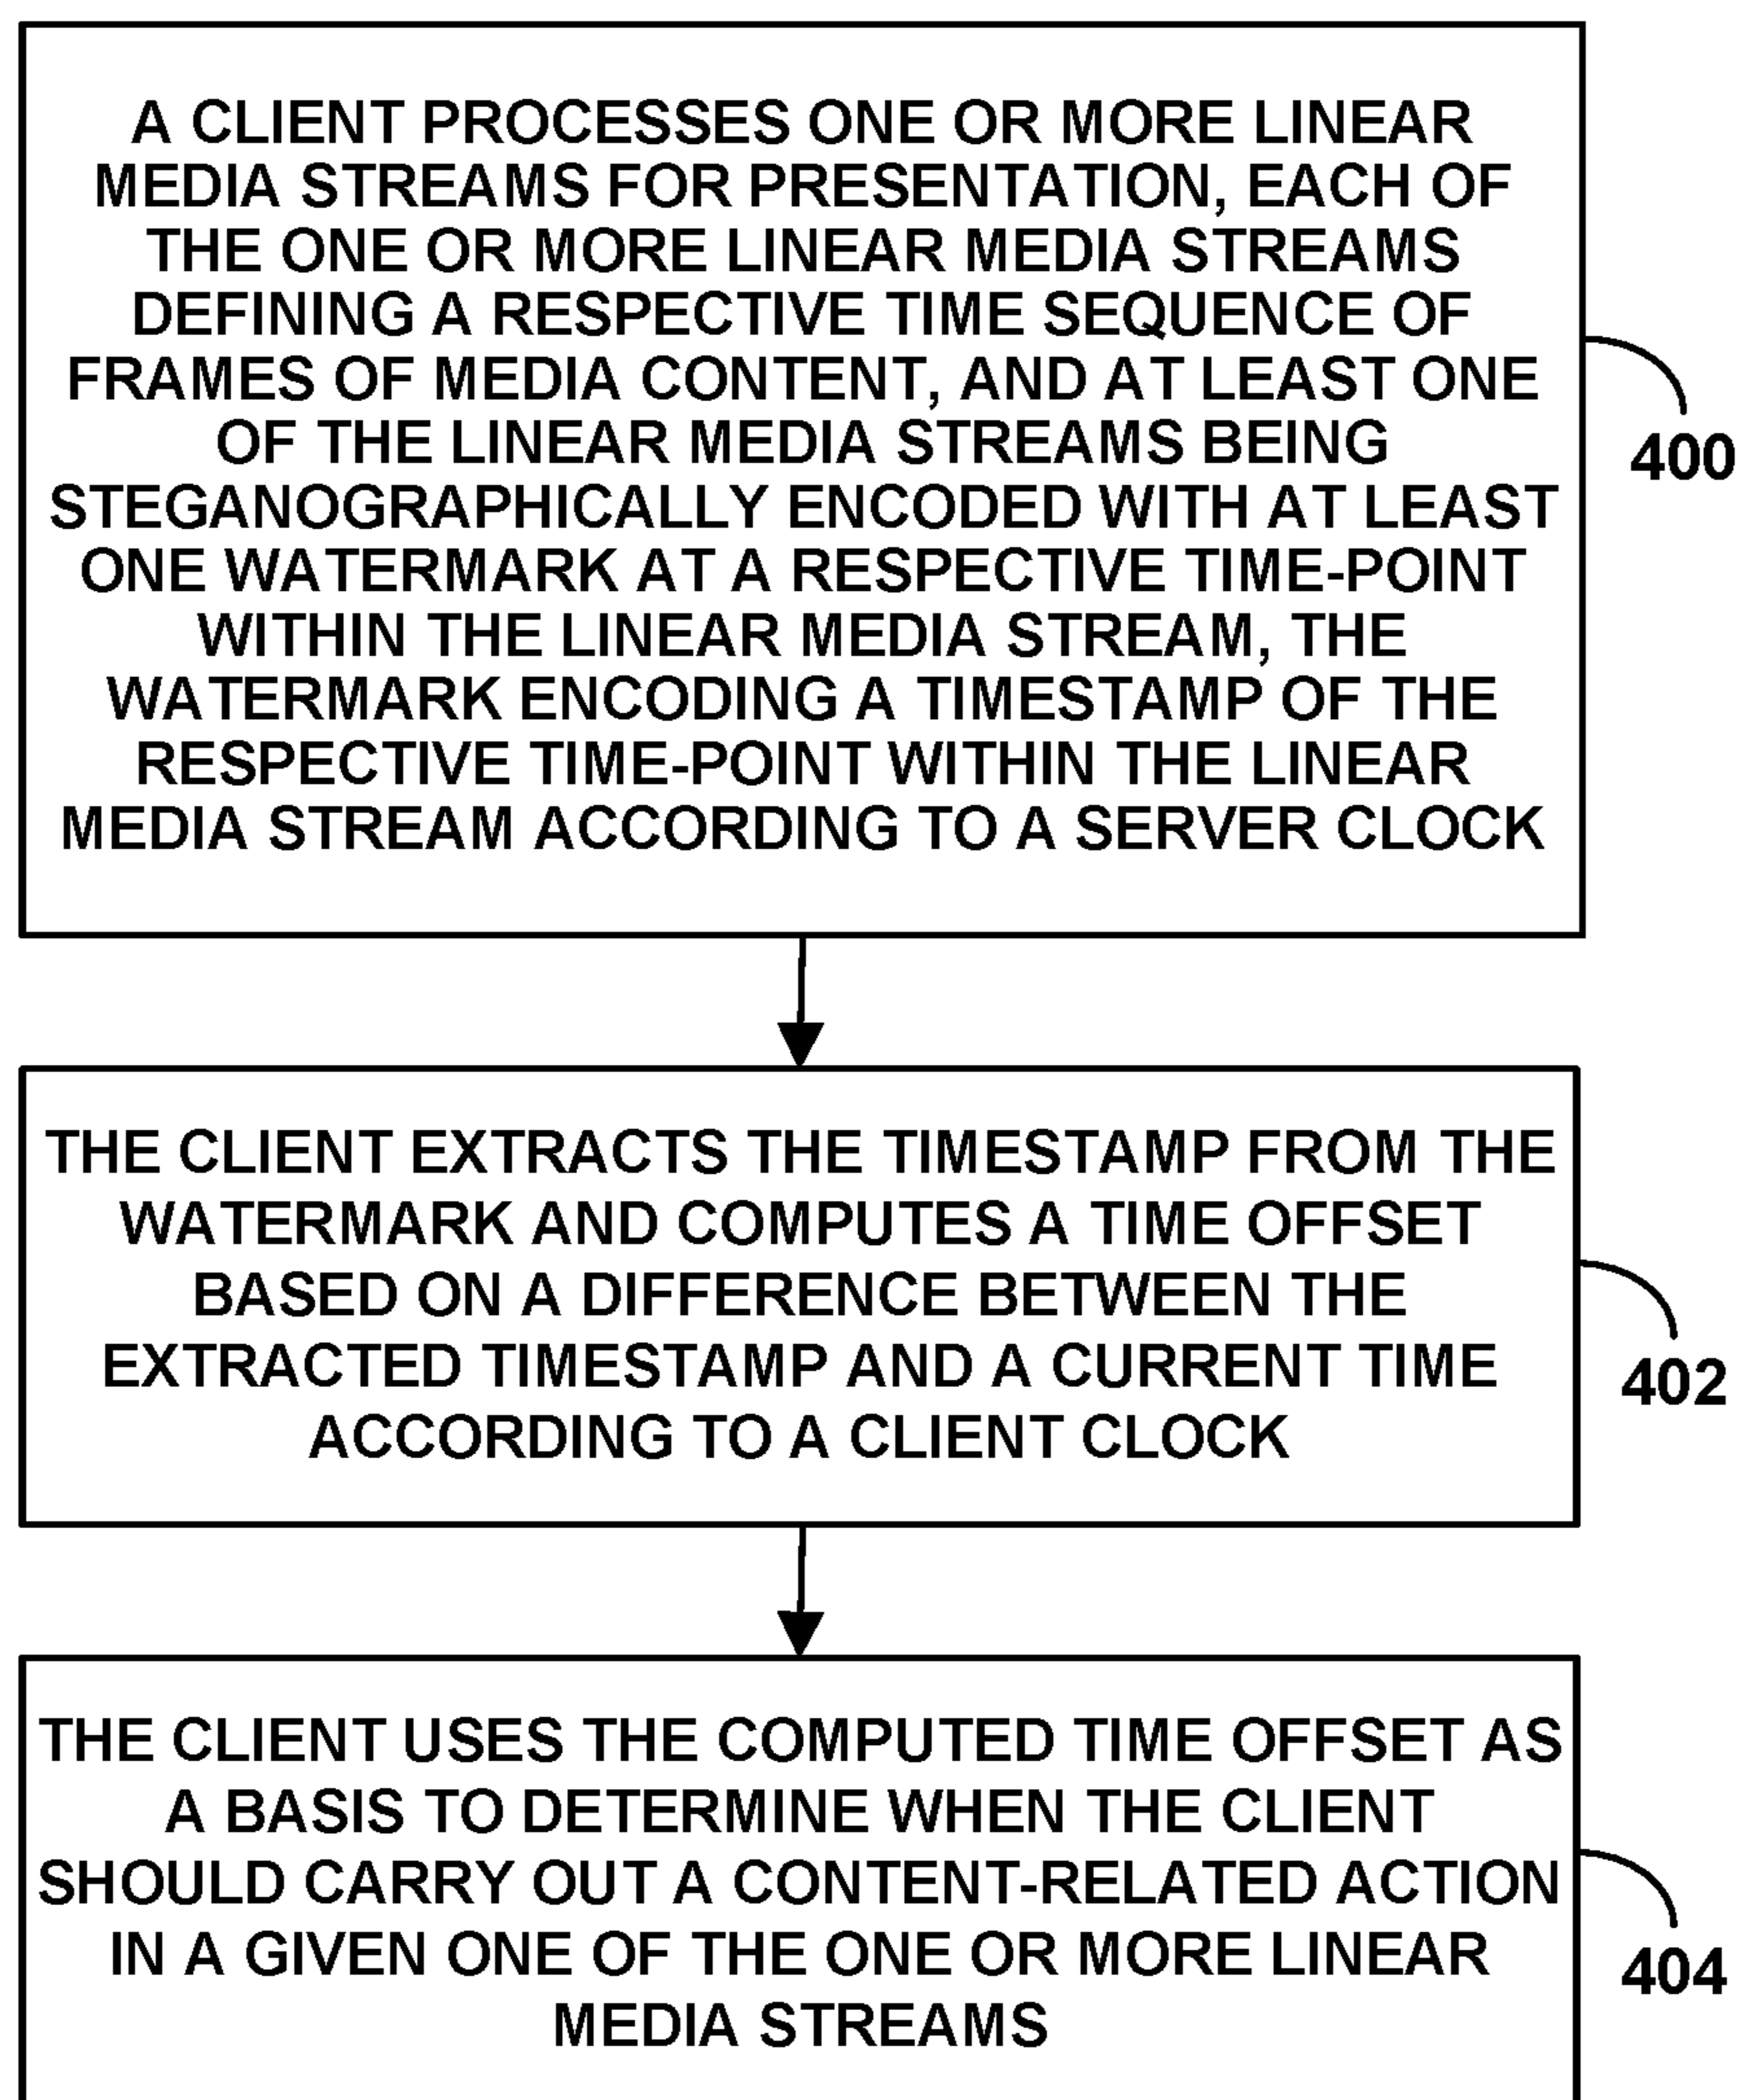 A CLIENT PROCESSES ONE OR MORE LINEAR
MEDIA STREAMS FOR PRESENTATION, EACH OF
THE ONE OR MORE LINEAR MEDIA STREAMS
DEFINING A RESPECTIVE TIME SEQUENCE OF
FRAMES OF MEDIA CONTENT, AND AT LEAST ONE
OF THE LINEAR MEDIA STREAMS BEING
STEGANOGRAPHICALLY ENCODED WITH AT LEAST
ONE WATERMARK AT A RESPECTIVE TIME-POINT
WITHIN THE LINEAR MEDIA STREAM, THE
WATERMARK ENCODING A TIMESTAMP OF THE
RESPECTIVE TIME-POINT WITHIN THE LINEAR
MEDIA STREAM ACCORDING TO A SERVER CLOCK
400
THE CLIENT EXTRACTS THE TIMESTAMP FROM THE
WATERMARK AND COMPUTES A TIME OFFSET
BASED ON A DIFFERENCE BETWEEN THE
EXTRACTED TIMESTAMP AND A CURRENT TIME
ACCORDING TO A CLIENT CLOCK
402
THE CLIENT USES THE COMPUTED TIME OFFSET AS
A BASIS TO DETERMINE WHEN THE CLIENT
SHOULD CARRY OUT A CONTENT-RELATED ACTION
IN A GIVEN ONE OF THE ONE OR MORE LINEAR
MEDIA STREAMS
404